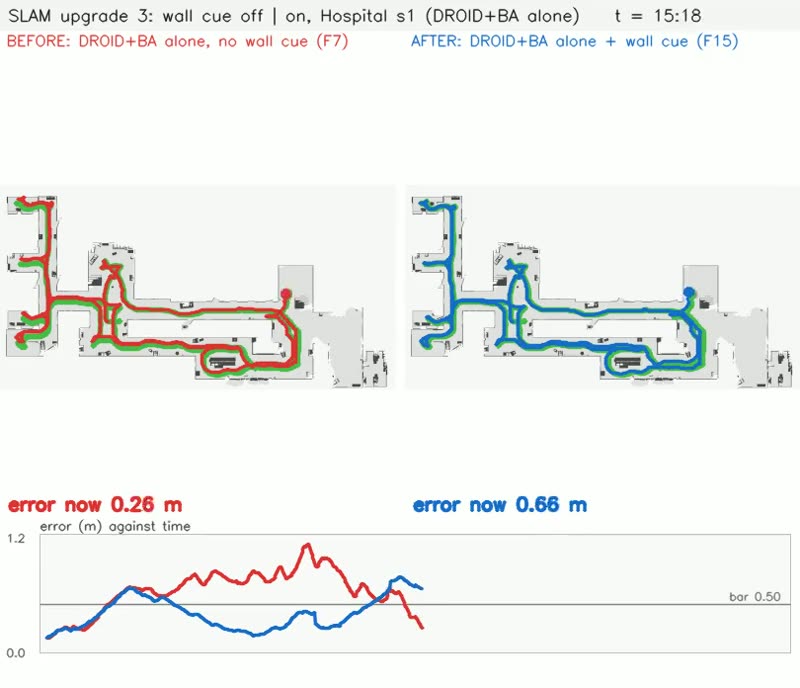 SLAM upgrade 3: wall cue off | on, Hospital s1 (DROID+BA alone) t = 15:18
BEFORE: DROID+BA alone, no wall cue (F7)
AFTER: DROID+BA alone + wall cue (F15)
error now 0.26 m
error now 0.66 m
error (m) against time
1.2
bar 0.50
0.0